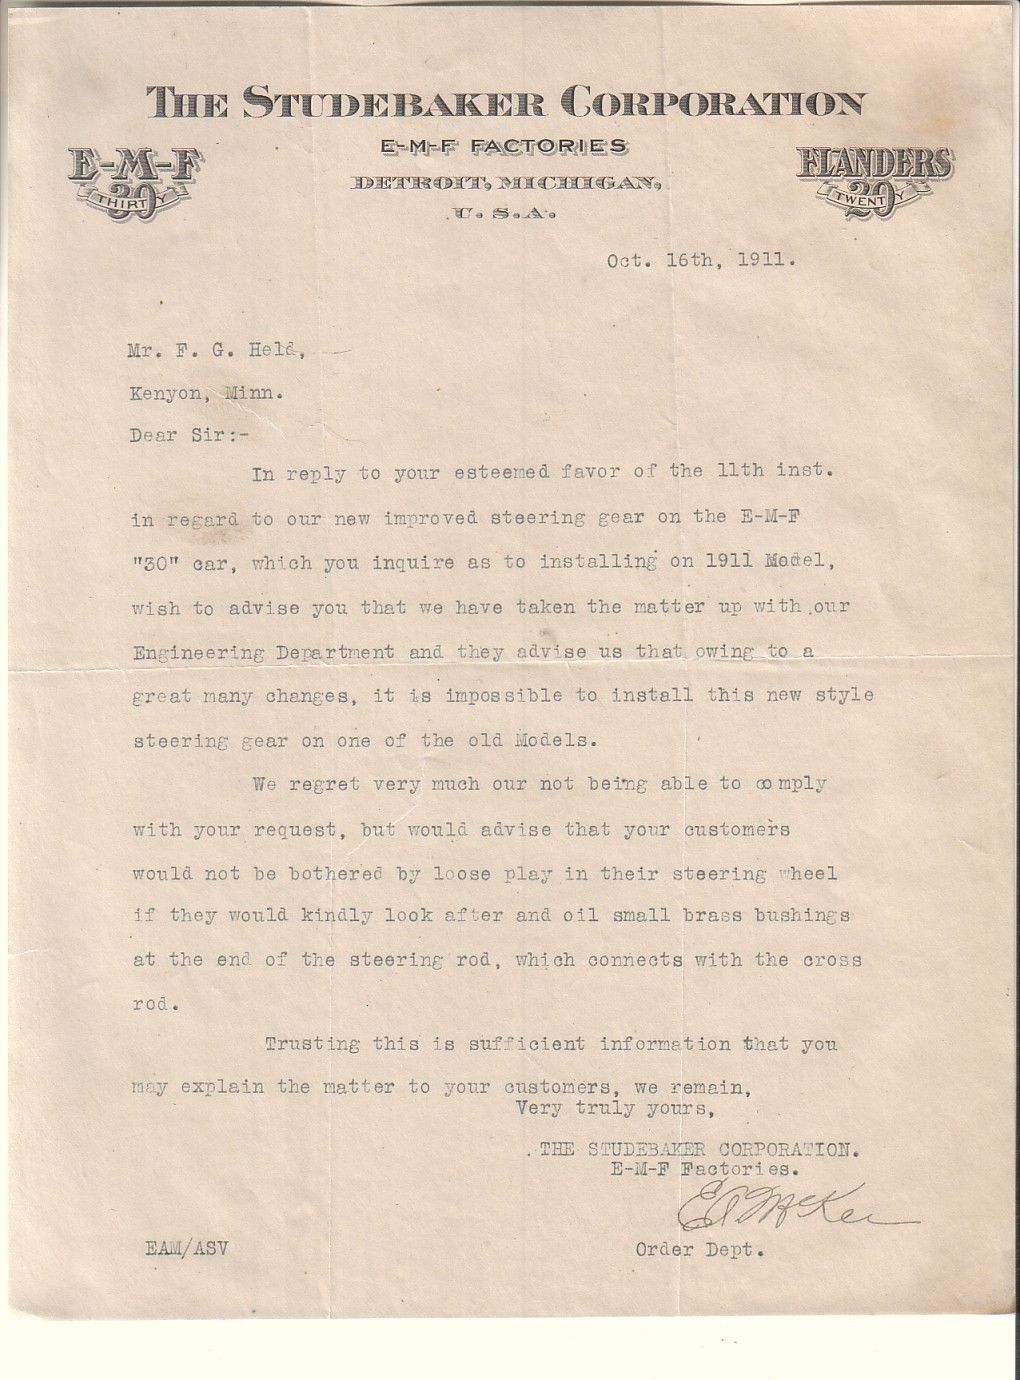 THE STUDEBAKER CORPORATION
E-M-F FACTORIES
DETROIT, MICHIGAN,
U. S. A.
E-M-F
THIRTY
30
FLANDERS
TWENTY
20
Oct. 16th, 1911.
Mr. F. G. Held,
Kenyon, Minn.
Dear Sir:-
In reply to your esteemed favor of the 11th inst.
in regard to our new improved steering gear on the E-M-F
"30" car, which you inquire as to installing on 1911 Model,
wish to advise you that we have taken the matter up with our
Engineering Department and they advise us that owing to a
great many changes, it is impossible to install this new style
steering gear on one of the old Models.
We regret very much our not being able to comply
with your request, but would advise that your customers
would not be bothered by loose play in their steering wheel
if they would kindly look after and oil small brass bushings
at the end of the steering rod, which connects with the cross
rod.
Trusting this is sufficient information that you
may explain the matter to your customers, we remain,
Very truly yours,
THE STUDEBAKER CORPORATION.
E-M-F Factories.
EA McKee
EAM/ASV
Order Dept.